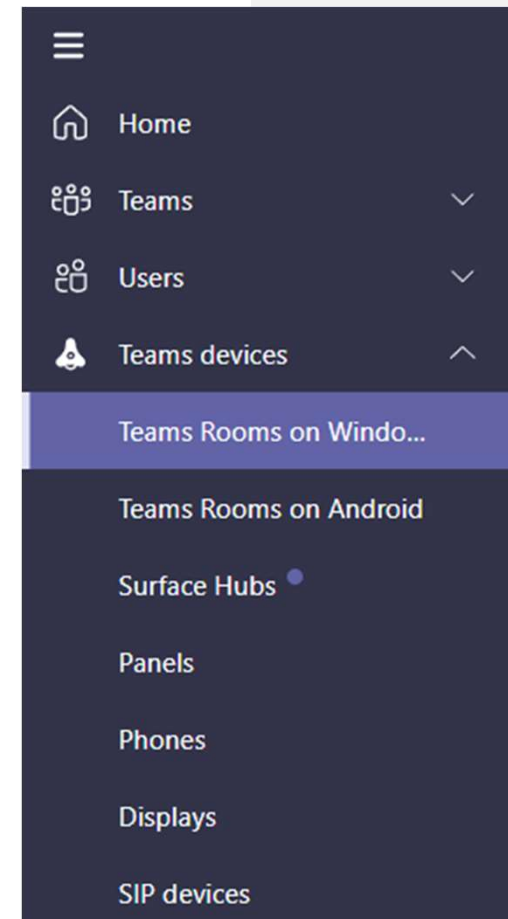 Home
Teams
Users
Teams devices
Teams Rooms on Windo...
Teams Rooms on Android
Surface Hubs
Panels
Phones
Displays
SIP devices